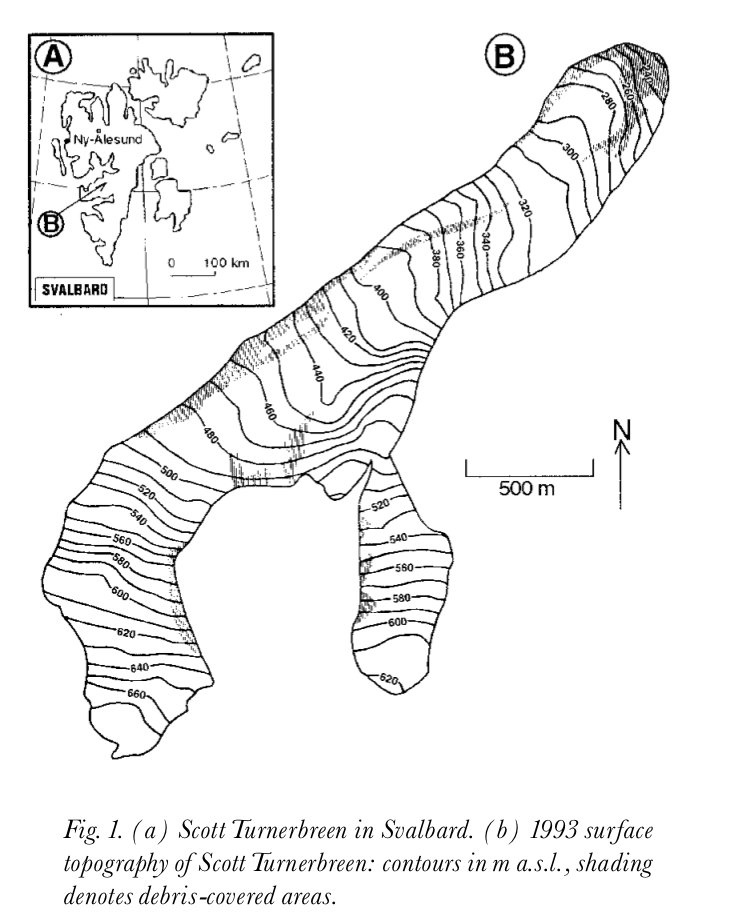 A
B
Ny-Ålesund
B
0 100 km
SVALBARD
240
260
280
300
320
340
360
380
400
420
440
460
480
500
520
540
560
580
600
620
640
660
520
540
560
580
600
620
N
500 m
Fig. 1. (a) Scott Turnerbreen in Svalbard. (b) 1993 surface
topography of Scott Turnerbreen: contours in m a.s.l., shading
denotes debris-covered areas.